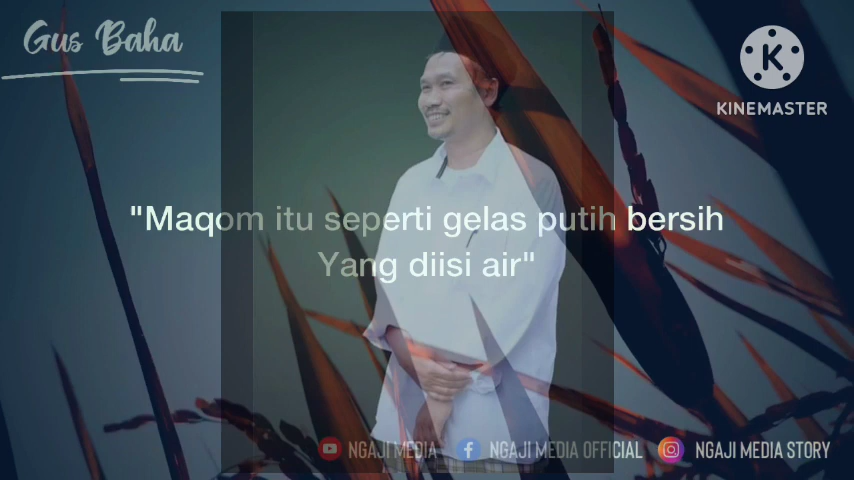 Gus Baha
KINEMASTER
"Maqom itu seperti gelas putih bersih
Yang diisi air"
NGAJI MEDIA NGAJI MEDIA OFFICIAL NGAJI MEDIA STORY